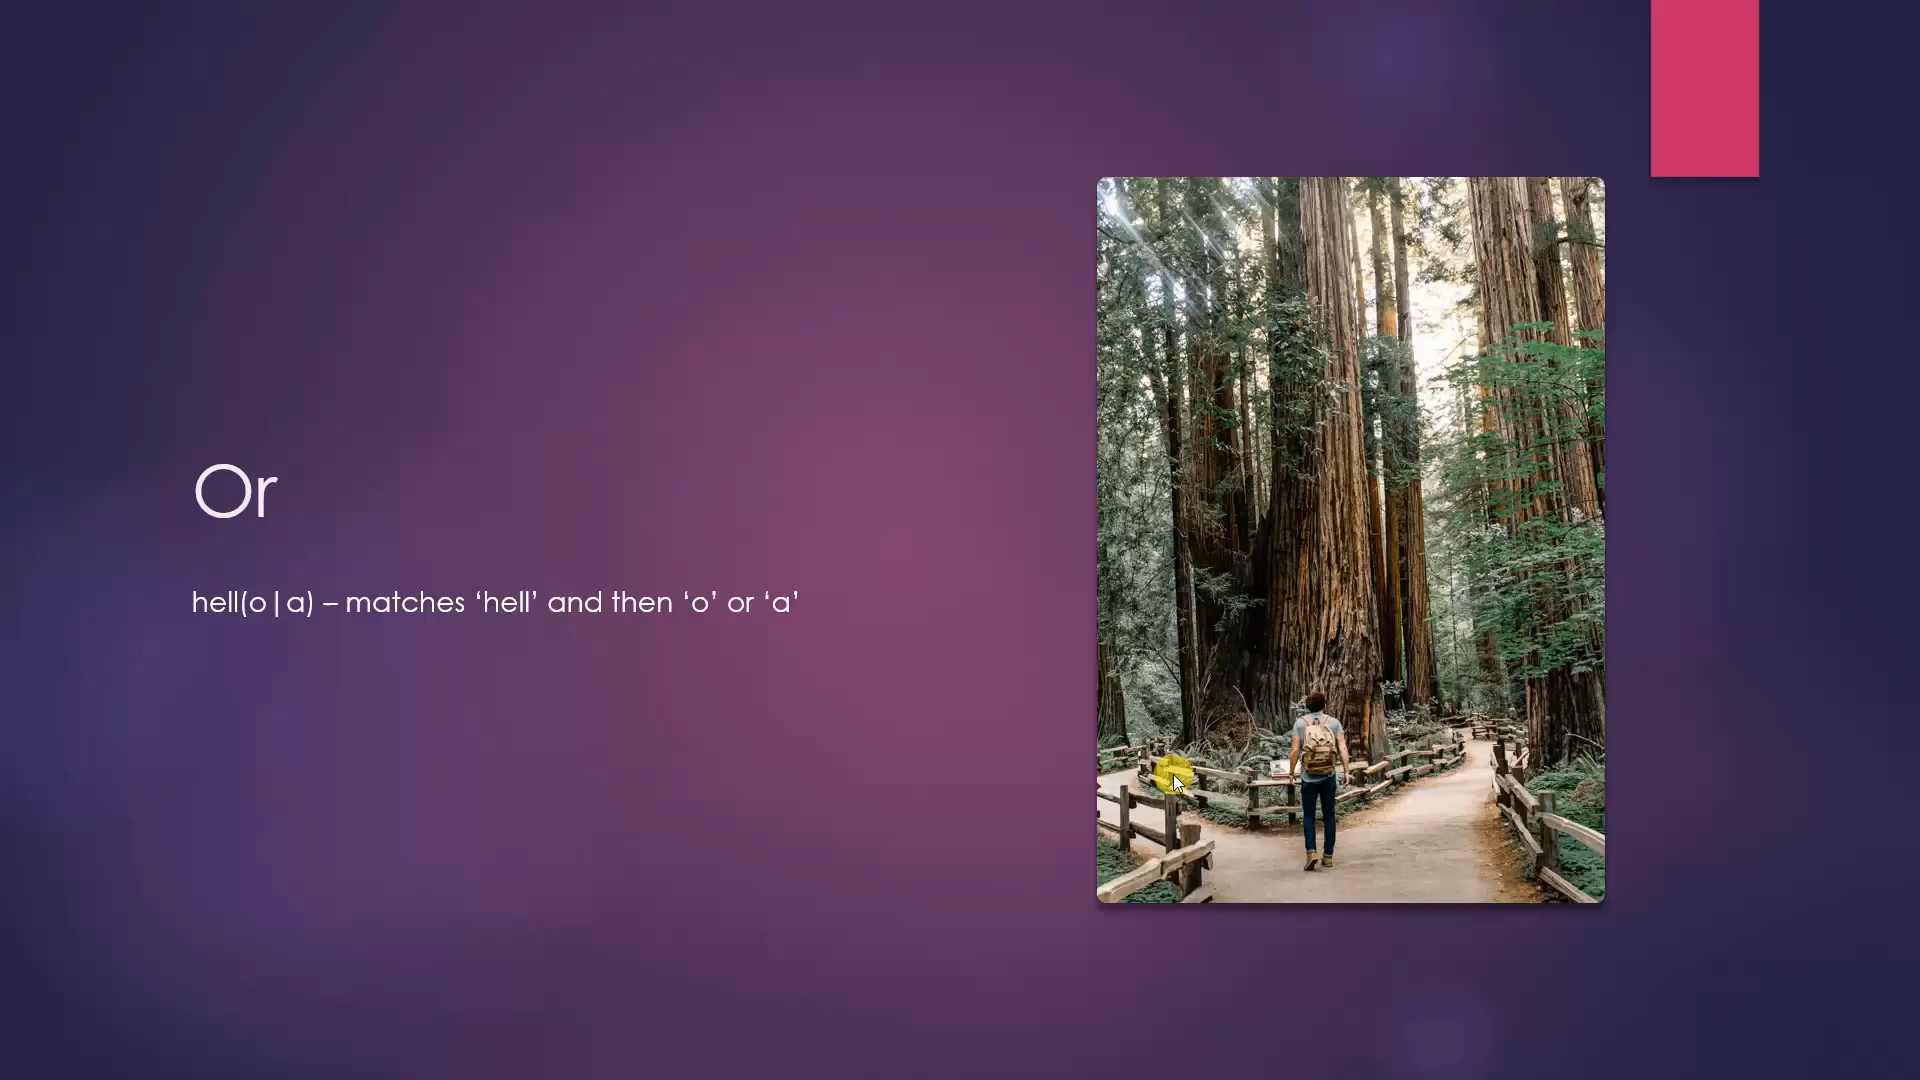 Or
hell(o|a) – matches ‘hell’ and then ‘o’ or ‘a’